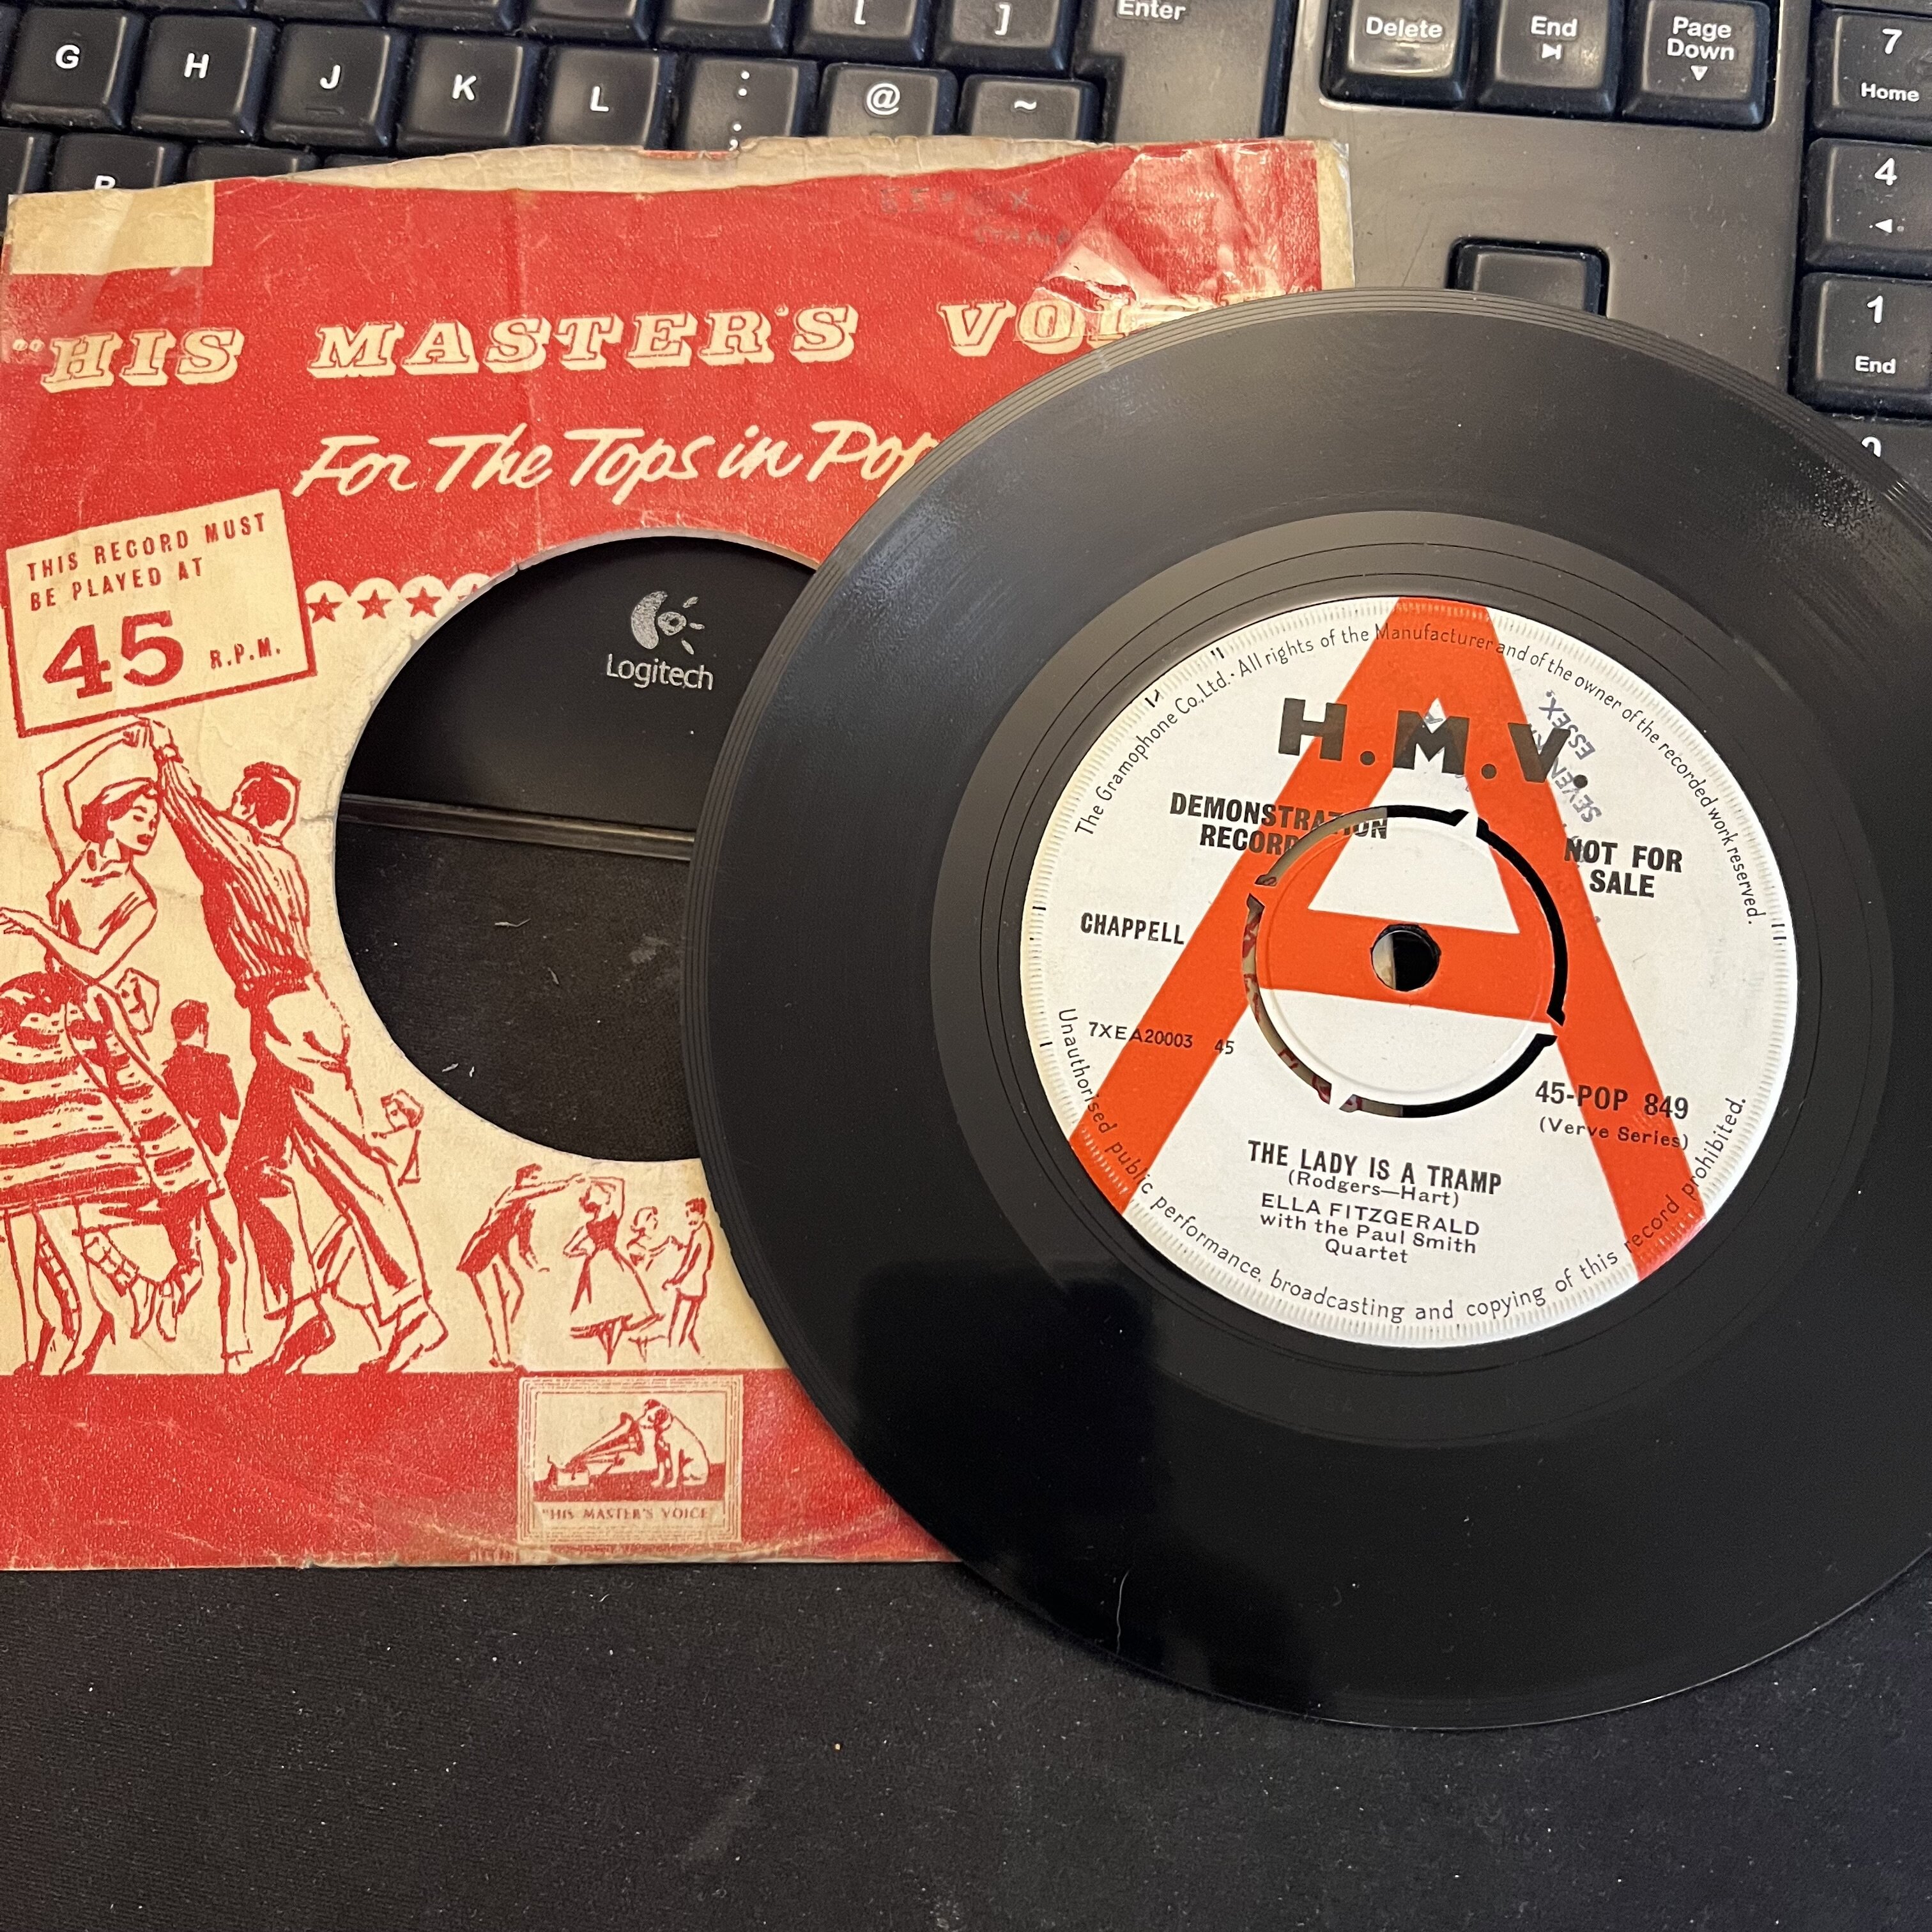 [
]
Enter
Delete
End
Page
Down
7
Home
G
H
J
K
L
:
;
@
~
4
1
End
"HIS MASTER'S
For The Tops in
THIS RECORD MUST
BE PLAYED AT
45 R.P.M.
Logitech
"HIS MASTER'S VOICE"
The Gramophone Co., Ltd. · All rights of the Manufacturer and of the owner of the recorded work reserved.
H.M.V.
ESSEX.
DEMONSTRATION
RECORD
NOT FOR
SALE
CHAPPELL
7XEA20003 45
45-POP 849
(Verve Series)
THE LADY IS A TRAMP
(Rodgers—Hart)
ELLA FITZGERALD
with the Paul Smith
Quartet
Unauthorised public performance, broadcasting and copying of this record prohibited.